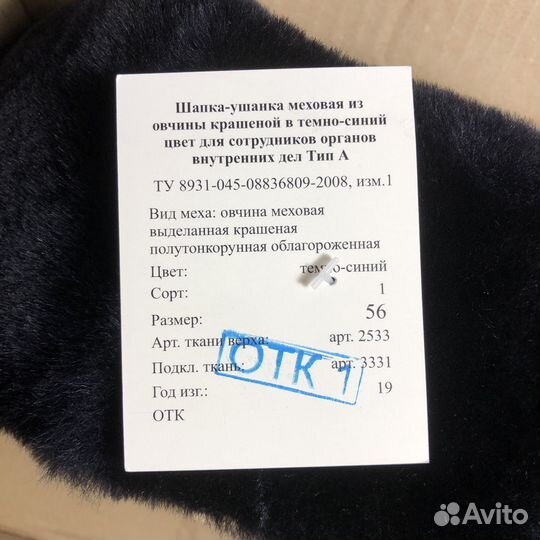 Шапка-ушанка меховая из
овчины крашеной в темно-синий
цвет для сотрудников органов
внутренних дел Тип А
ТУ 8931-045-08836809-2008, изм.1
Вид меха: овчина меховая
выделанная крашеная
полутонкорунная облагороженная
Цвет: темно-синий
Сорт: 1
Размер: 56
Арт. ткани верха: арт. 2533
Подкл. ткань: арт. 3331
Год изг.: 19
ОТК
ОТК 1
Avito